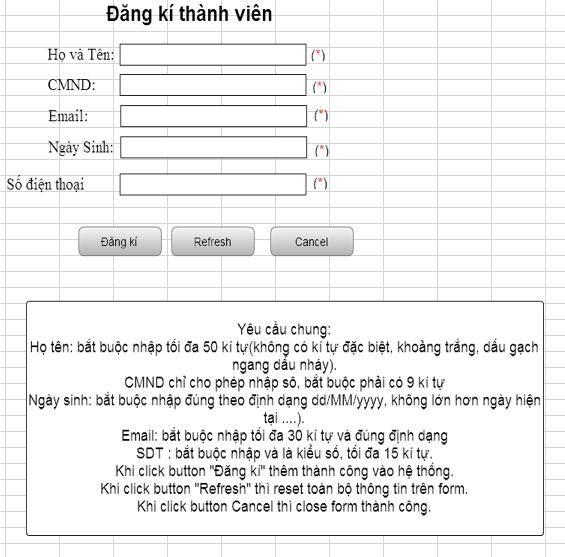 Đăng kí thành viên
Họ và Tên: (*)
CMND: (*)
Email: (*)
Ngày Sinh: (*)
Số điện thoại (*)
Đăng kí Refresh Cancel
Yêu cầu chung:
Họ tên: bắt buộc nhập tối đa 50 kí tự(không có kí tự đặc biệt, khoảng trắng, dấu gạch
ngang dấu nháy).
CMND chỉ cho phép nhập số, bắt buộc phải có 9 kí tự
Ngày sinh: bắt buộc nhập đúng theo định dạng dd/MM/yyyy, không lớn hơn ngày hiện
tại ....).
Email: bắt buộc nhập tối đa 30 kí tự và đúng định dạng
SDT : bắt buộc nhập và là kiểu số, tối đa 15 kí tự.
Khi click button "Đăng kí" thêm thành công vào hệ thống.
Khi click button "Refresh" thì reset toàn bộ thông tin trên form.
Khi click button Cancel thì close form thành công.